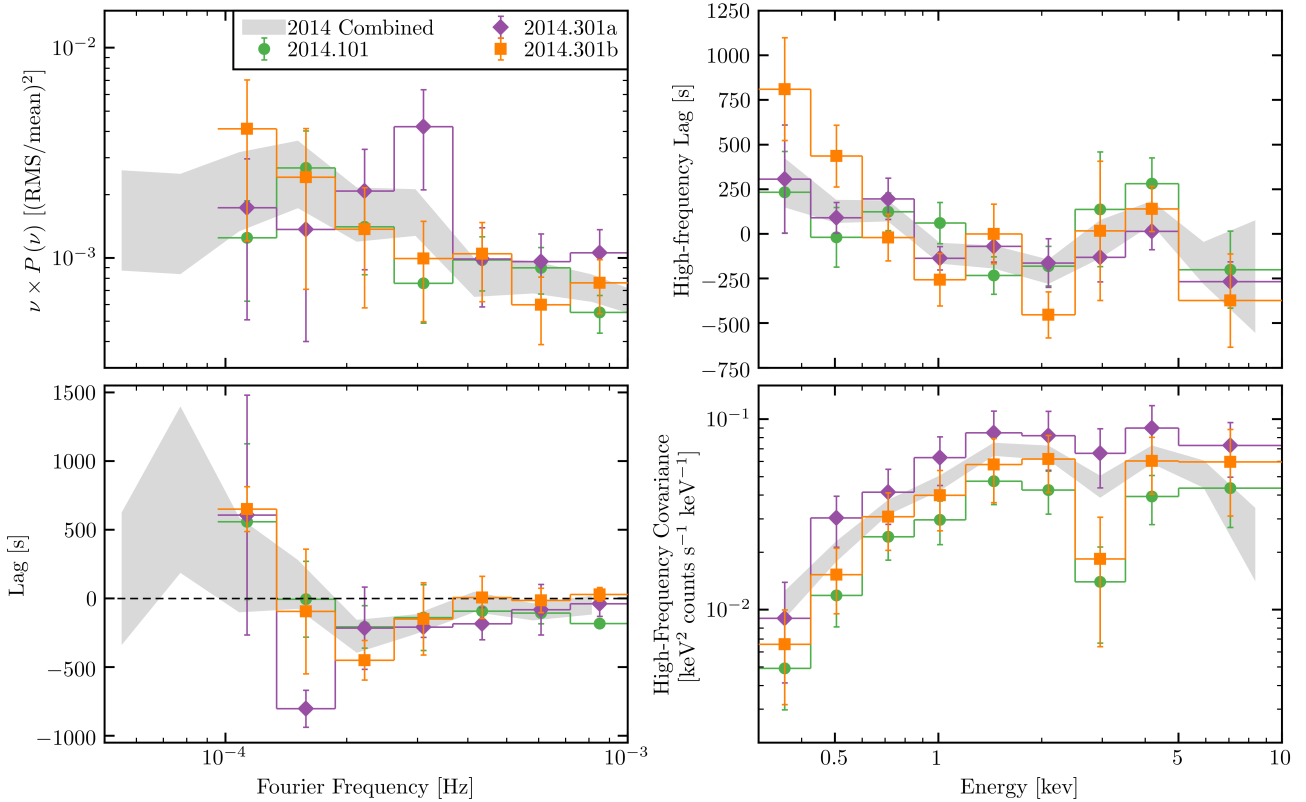 2014 Combined
2014.101
2014.301a
2014.301b
10⁻²
10⁻³
ν × P (ν) [(RMS/mean)²]
1250
1000
750
500
250
0
−250
−500
−750
High-frequency Lag [s]
1500
1000
500
0
−500
−1000
Lag [s]
10⁻⁴
10⁻³
Fourier Frequency [Hz]
10⁻¹
10⁻²
High-Frequency Covariance
[keV² counts s⁻¹ keV⁻¹]
0.5
1
5
10
Energy [kev]